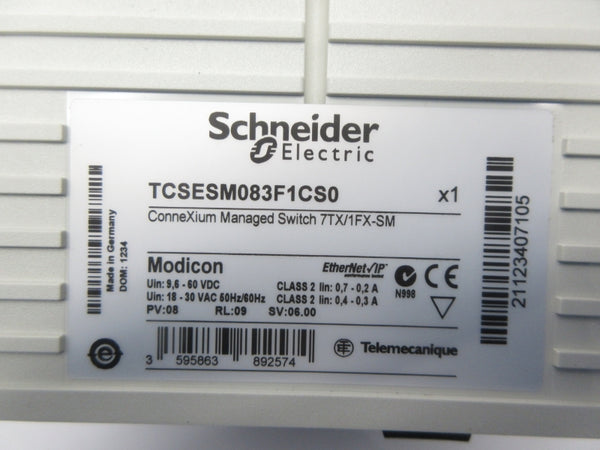 Schneider
Electric
TCSESM083F1CS0 x1
ConneXium Managed Switch 7TX/1FX-SM
Made in Germany
DOM: 1234
Modicon
EtherNet/IP
N998
Uin: 9,6 - 60 VDC CLASS 2 Iin: 0,7 - 0,2 A
Uin: 18 - 30 VAC 50Hz/60Hz CLASS 2 Iin: 0,4 - 0,3 A
PV:08 RL:09 SV:06.00
3 595863 892574
Telemecanique
21123407105